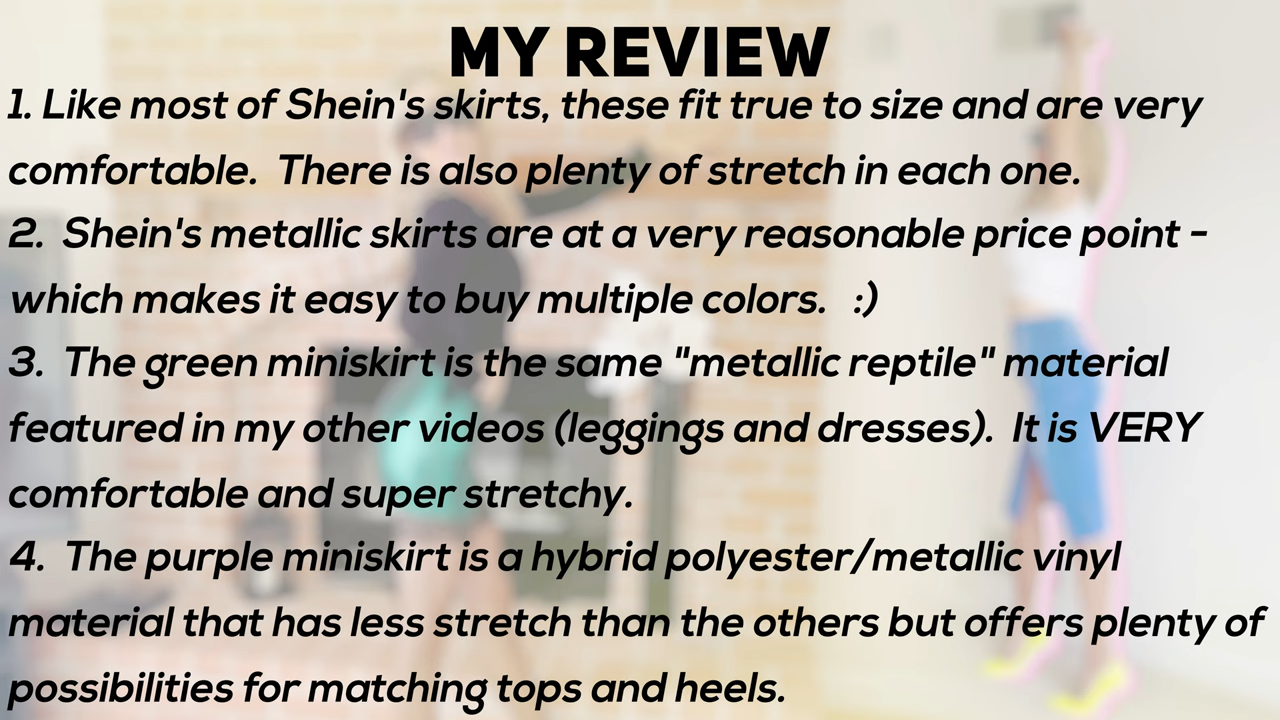 MY REVIEW
1. Like most of Shein's skirts, these fit true to size and are very
comfortable.  There is also plenty of stretch in each one.
2.  Shein's metallic skirts are at a very reasonable price point -
which makes it easy to buy multiple colors.   :)
3.  The green miniskirt is the same "metallic reptile" material
featured in my other videos (leggings and dresses).  It is VERY
comfortable and super stretchy.
4.  The purple miniskirt is a hybrid polyester/metallic vinyl
material that has less stretch than the others but offers plenty of
possibilities for matching tops and heels.